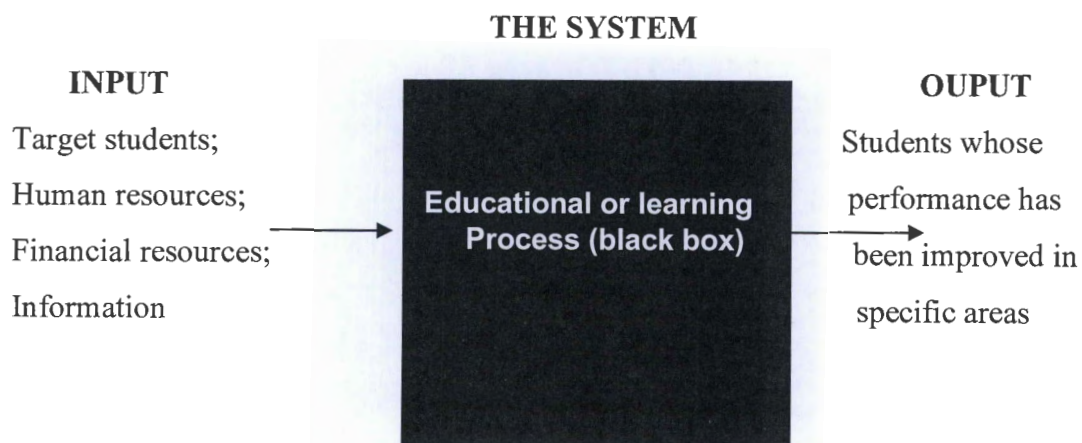 THE SYSTEM
INPUT
Target students;
Human resources;
Financial resources;
Information
Educational or learning
Process (black box)
OUPUT
Students whose
performance has
been improved in
specific areas